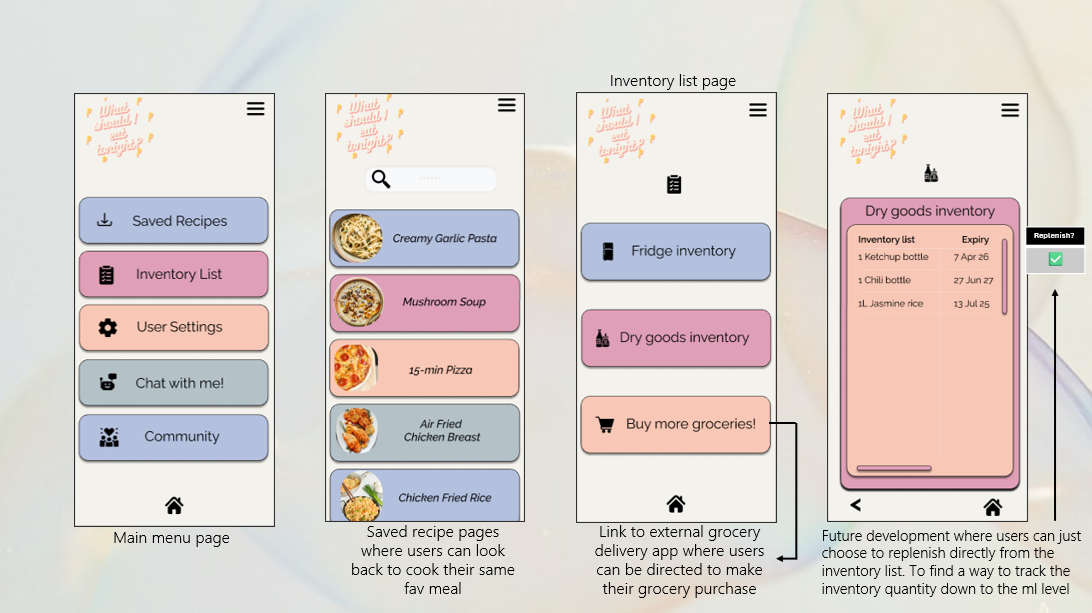 Inventory list page
What
should I
eat
tonight?
Saved Recipes
Inventory List
User Settings
Chat with me!
Community
Main menu page
What
should I
eat
tonight?
......
Creamy Garlic Pasta
Mushroom Soup
15-min Pizza
Air Fried
Chicken Breast
Chicken Fried Rice
Saved recipe pages
where users can look
back to cook their same
fav meal
What
should I
eat
tonight?
Fridge inventory
Dry goods inventory
Buy more groceries!
Link to external grocery
delivery app where users
can be directed to make
their grocery purchase
What
should I
eat
tonight?
Dry goods inventory
Inventory list Expiry
1 Ketchup bottle 7 Apr 26
1 Chili bottle 27 Jun 27
1L Jasmine rice 13 Jul 25
Replenish?
<
Future development where users can just
choose to replenish directly from the
inventory list. To find a way to track the
inventory quantity down to the ml level